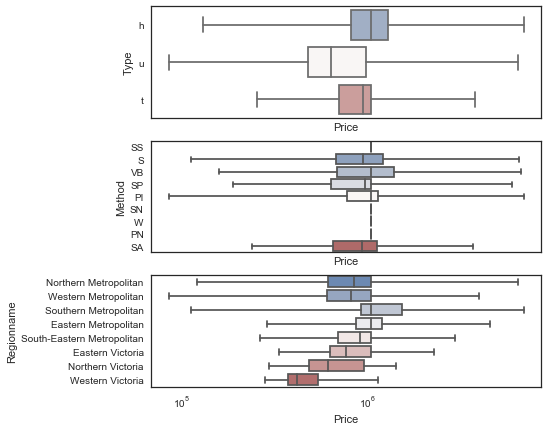 Type
h
u
t
Price
Method
SS
S
VB
SP
PI
SN
W
PN
SA
Price
Regionname
Northern Metropolitan
Western Metropolitan
Southern Metropolitan
Eastern Metropolitan
South-Eastern Metropolitan
Eastern Victoria
Northern Victoria
Western Victoria
10⁵ 10⁶
Price